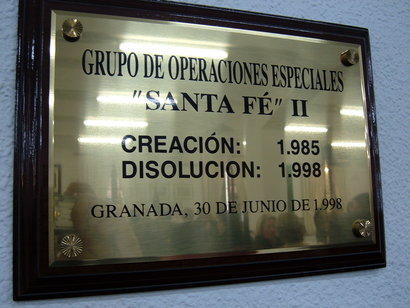 GRUPO DE OPERACIONES ESPECIALES
"SANTA FÉ" II
CREACIÓN: 1.985
DISOLUCION: 1.998
GRANADA, 30 DE JUNIO DE 1.998